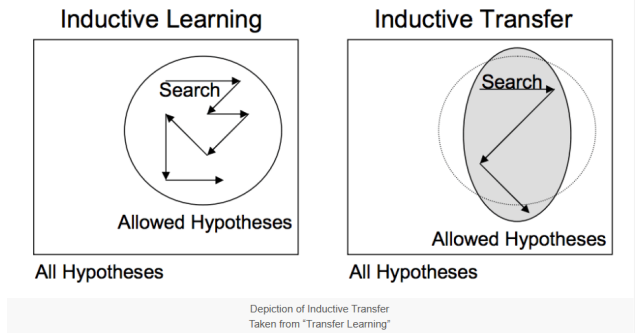 Inductive Learning
Search
Allowed Hypotheses
All Hypotheses
Inductive Transfer
Search
Allowed Hypotheses
All Hypotheses
Depiction of Inductive Transfer
Taken from “Transfer Learning”